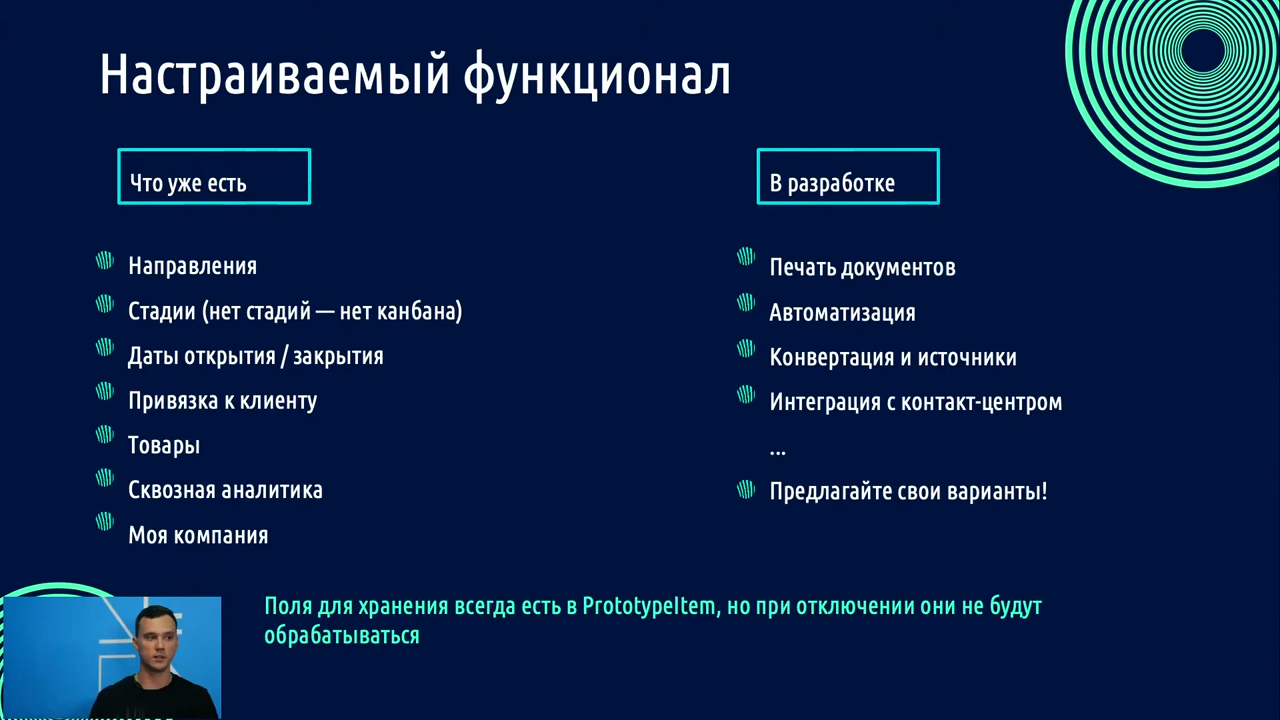 Настраиваемый функционал
Что уже есть
Направления
Стадии (нет стадий — нет канбана)
Даты открытия / закрытия
Привязка к клиенту
Товары
Сквозная аналитика
Моя компания
В разработке
Печать документов
Автоматизация
Конвертация и источники
Интеграция с контакт-центром
...
Предлагайте свои варианты!
Поля для хранения всегда есть в PrototypeItem, но при отключении они не будут
обрабатываться